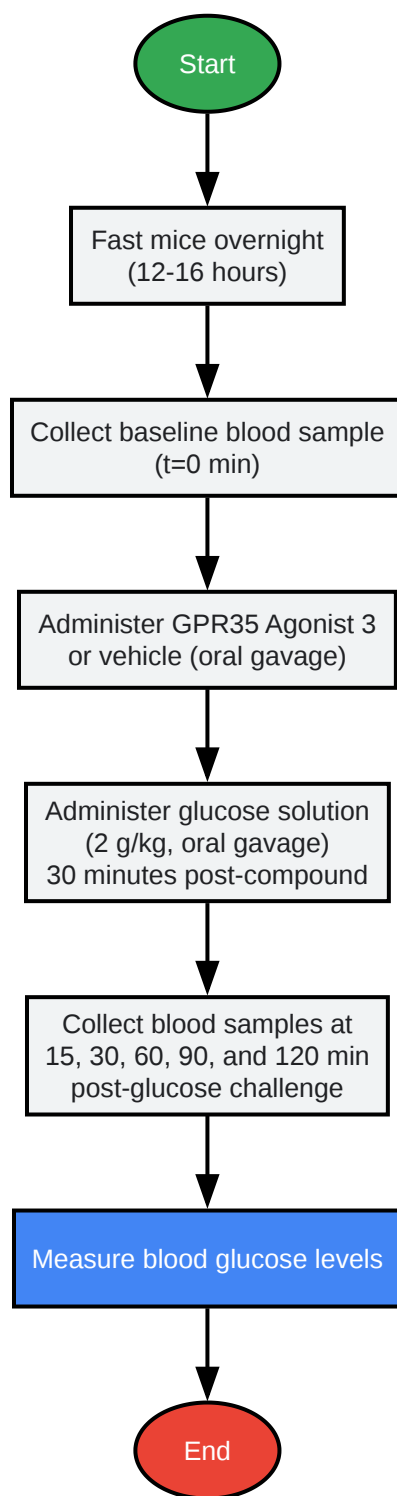 Start
Fast mice overnight
(12-16 hours)
Collect baseline blood sample
(t=0 min)
Administer GPR35 Agonist 3
or vehicle (oral gavage)
Administer glucose solution
(2 g/kg, oral gavage)
30 minutes post-compound
Collect blood samples at
15, 30, 60, 90, and 120 min
post-glucose challenge
Measure blood glucose levels
End